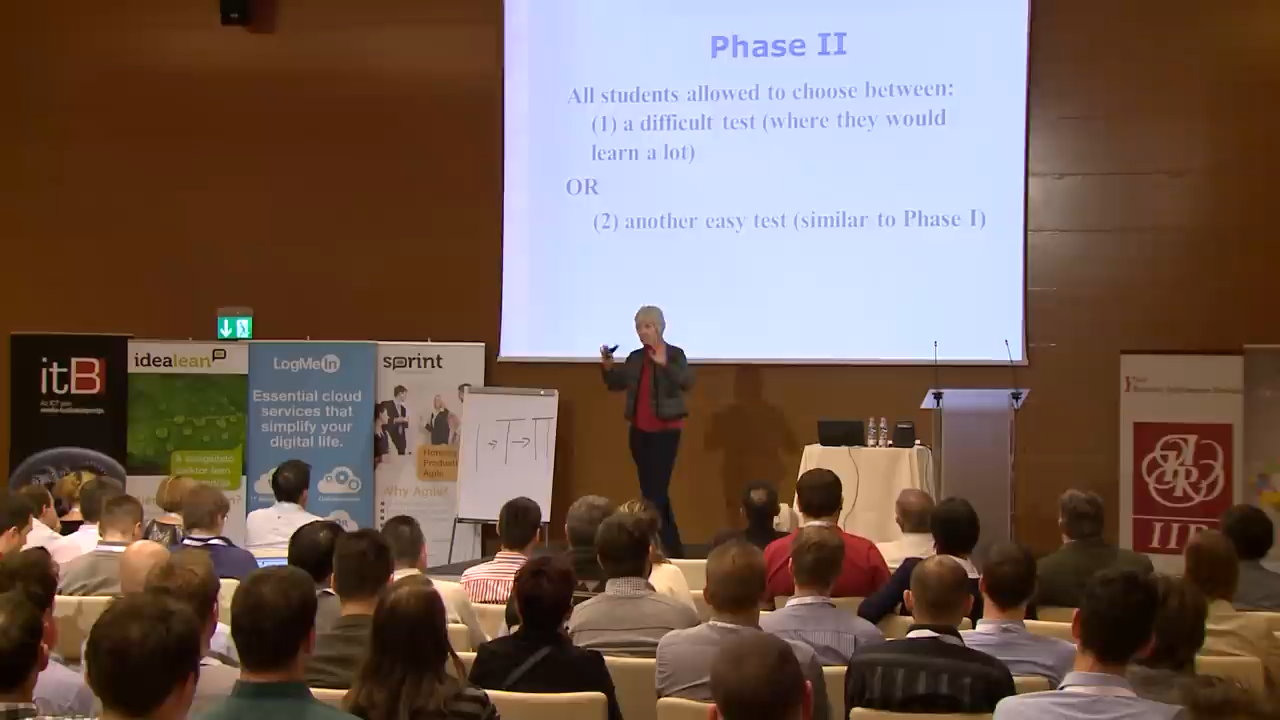 Phase II
All students allowed to choose between:
(1) a difficult test (where they would
learn a lot)
OR
(2) another easy test (similar to Phase I)
itB
idealean
LogMeIn
Essential cloud
services that
simplify your
digital life.
sprint
Why Agile?
IIR